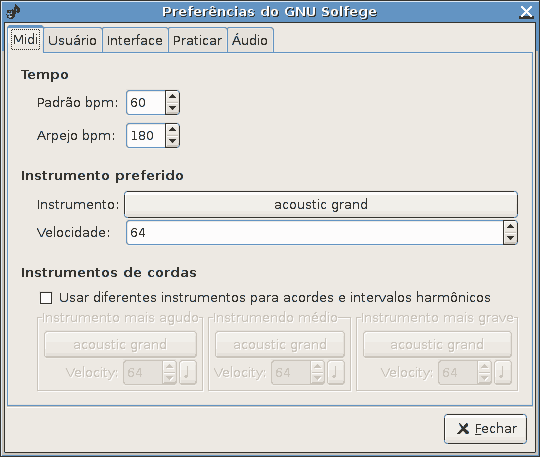 Preferências do GNU Solfege
Midi Usuário Interface Praticar Áudio
Tempo
Padrão bpm: 60
Arpejo bpm: 180
Instrumento preferido
Instrumento: acoustic grand
Velocidade: 64
Instrumentos de cordas
Usar diferentes instrumentos para acordes e intervalos harmônicos
Instrumento mais agudo Instrumendo médio Instrumento mais grave
acoustic grand acoustic grand acoustic grand
Velocity: 64 Velocity: 64 Velocity: 64
Fechar